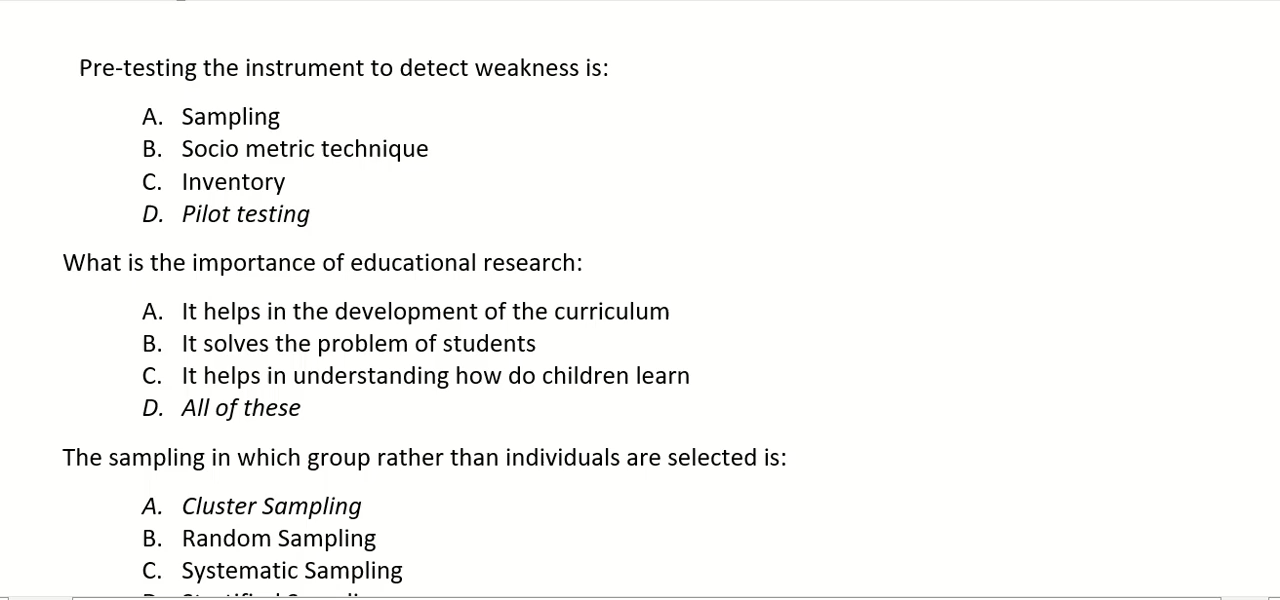 Pre-testing the instrument to detect weakness is:
A. Sampling
B. Socio metric technique
C. Inventory
D. Pilot testing
What is the importance of educational research:
A. It helps in the development of the curriculum
B. It solves the problem of students
C. It helps in understanding how do children learn
D. All of these
The sampling in which group rather than individuals are selected is:
A. Cluster Sampling
B. Random Sampling
C. Systematic Sampling